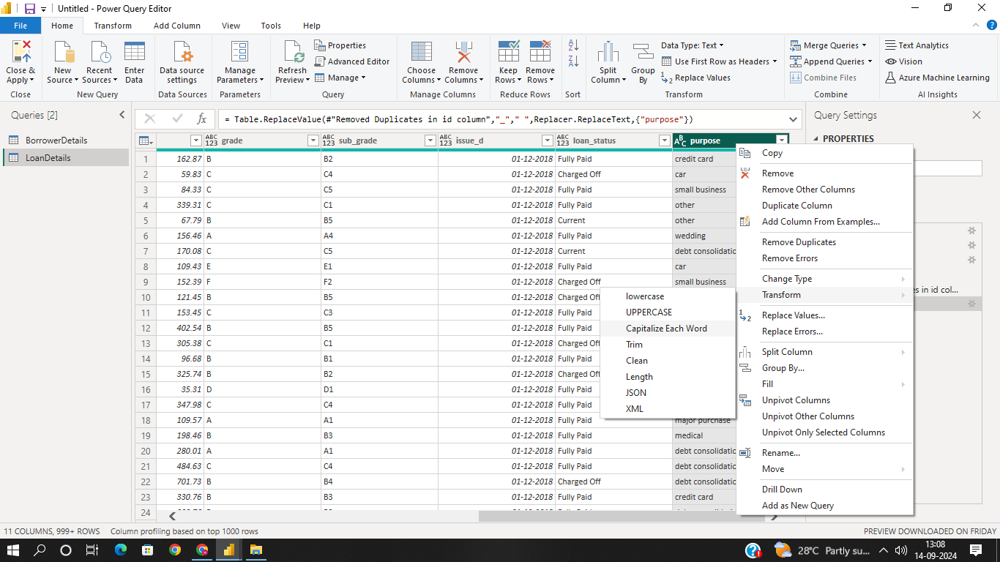 Untitled - Power Query Editor
File Home Transform Add Column View Tools Help
Close & Apply
Close
New Source
Recent Sources
Enter Data
New Query
Data source settings
Data Sources
Manage Parameters
Parameters
Refresh Preview
Properties
Advanced Editor
Manage
Query
Choose Columns
Remove Columns
Manage Columns
Keep Rows
Remove Rows
Reduce Rows
Sort
Split Column
Group By
Data Type: Text
Use First Row as Headers
Replace Values
Transform
Merge Queries
Append Queries
Combine Files
Combine
Text Analytics
Vision
Azure Machine Learning
AI Insights
Queries [2]
BorrowerDetails
LoanDetails
= Table.ReplaceValue(#"Removed Duplicates in id column","_"," ",Replacer.ReplaceText,{"purpose"})
grade sub_grade issue_d loan_status purpose
1 162.87 B B2 01-12-2018 Fully Paid credit card
2 59.83 C C4 01-12-2018 Charged Off car
3 84.33 C C5 01-12-2018 Fully Paid small business
4 339.31 C C1 01-12-2018 Fully Paid other
5 67.79 B B5 01-12-2018 Current other
6 156.46 A A4 01-12-2018 Fully Paid wedding
7 170.08 C C5 01-12-2018 Current debt consolidatio
8 109.43 E E1 01-12-2018 Fully Paid car
9 152.39 F F2 01-12-2018 Charged Off small business
10 121.45 B B5 01-12-2018 Charged Off
11 153.45 C C3 01-12-2018 Fully Paid
12 402.54 B B5 01-12-2018 Fully Paid
13 305.38 C C1 01-12-2018 Charged Off
14 96.68 B B1 01-12-2018 Fully Paid
15 325.74 B B2 01-12-2018 Charged Off
16 35.31 D D1 01-12-2018 Fully Paid
17 347.98 C C4 01-12-2018 Fully Paid
18 109.57 A A1 01-12-2018 Fully Paid major purchase
19 198.46 B B3 01-12-2018 Fully Paid medical
20 280.01 A A1 01-12-2018 Fully Paid debt consolidatio
21 484.63 C C4 01-12-2018 Fully Paid debt consolidatio
22 701.73 B B4 01-12-2018 Charged Off debt consolidatio
23 330.76 B B3 01-12-2018 Fully Paid credit card
24
lowercase
UPPERCASE
Capitalize Each Word
Trim
Clean
Length
JSON
XML
Copy
Remove
Remove Other Columns
Duplicate Column
Add Column From Examples...
Remove Duplicates
Remove Errors
Change Type
Transform
Replace Values...
Replace Errors...
Split Column
Group By...
Fill
Unpivot Columns
Unpivot Other Columns
Unpivot Only Selected Columns
Rename...
Move
Drill Down
Add as New Query
Query Settings
PROPERTIES
es in id col...
11 COLUMNS, 999+ ROWS Column profiling based on top 1000 rows
PREVIEW DOWNLOADED ON FRIDAY
28°C Partly su...
13:08
14-09-2024